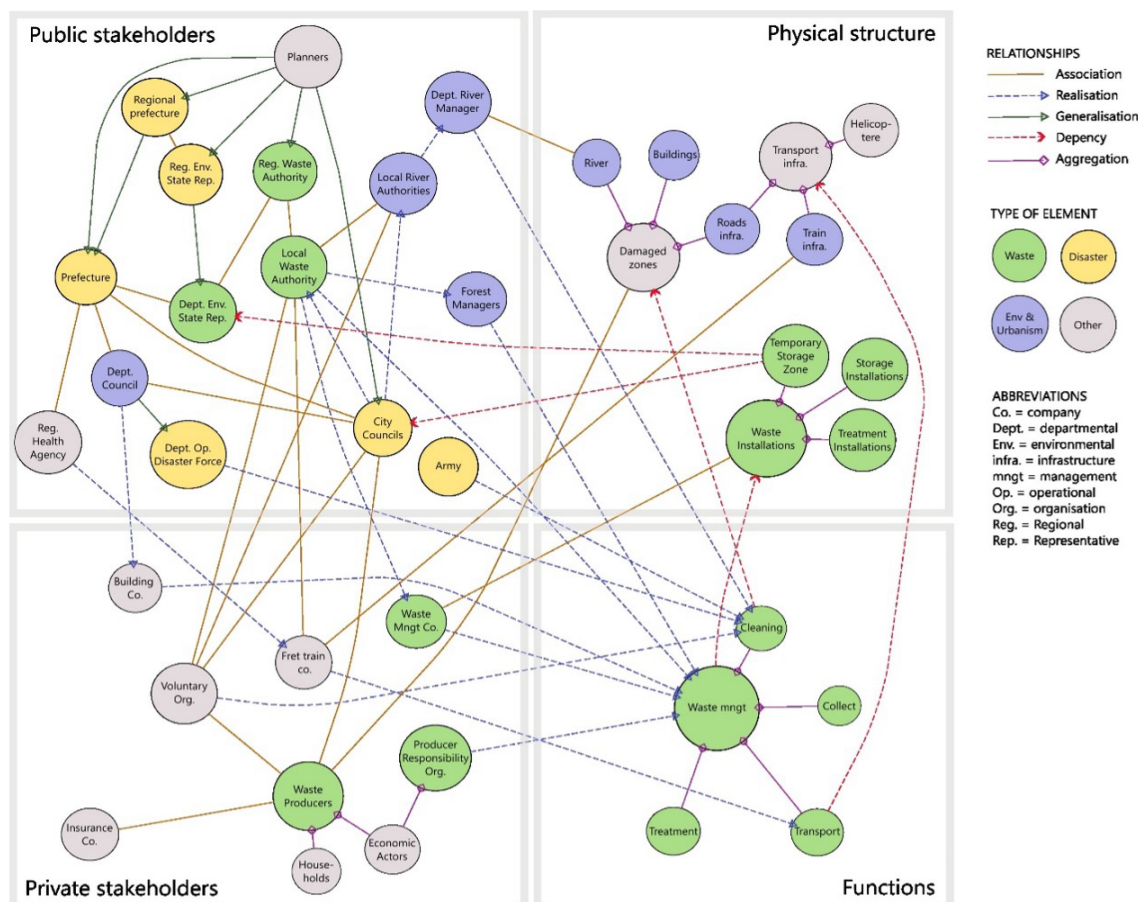 Public stakeholders
Planners
Regional
prefecture
Dept. River
Manager
Reg. Env.
State Rep.
Reg. Waste
Authority
Local River
Authorities
Prefecture
Local
Waste
Authority
Dept. Env.
State Rep.
Forest
Managers
Dept.
Council
Reg.
Health
Agency
Dept. Op.
Disaster Force
City
Councils
Army
Physical structure
Helicop-
tere
Transport
infra.
River
Buildings
Roads
infra.
Train
infra.
Damaged
zones
Temporary
Storage
Zone
Storage
Installations
Waste
Installations
Treatment
Installations
Building
Co.
Waste
Mngt Co.
Fret train
co.
Voluntary
Org.
Producer
Responsibility
Org.
Waste
Producers
Insurance
Co.
Economic
Actors
House-
holds
Private stakeholders
Cleaning
Waste mngt
Collect
Treatment
Transport
Functions
RELATIONSHIPS
Association
Realisation
Generalisation
Depency
Aggregation
TYPE OF ELEMENT
Waste
Disaster
Env &
Urbanism
Other
ABBREVIATIONS
Co. = company
Dept. = departmental
Env. = environmental
infra. = infrastructure
mngt = management
Op. = operational
Org. = organisation
Reg. = Regional
Rep. = Representative